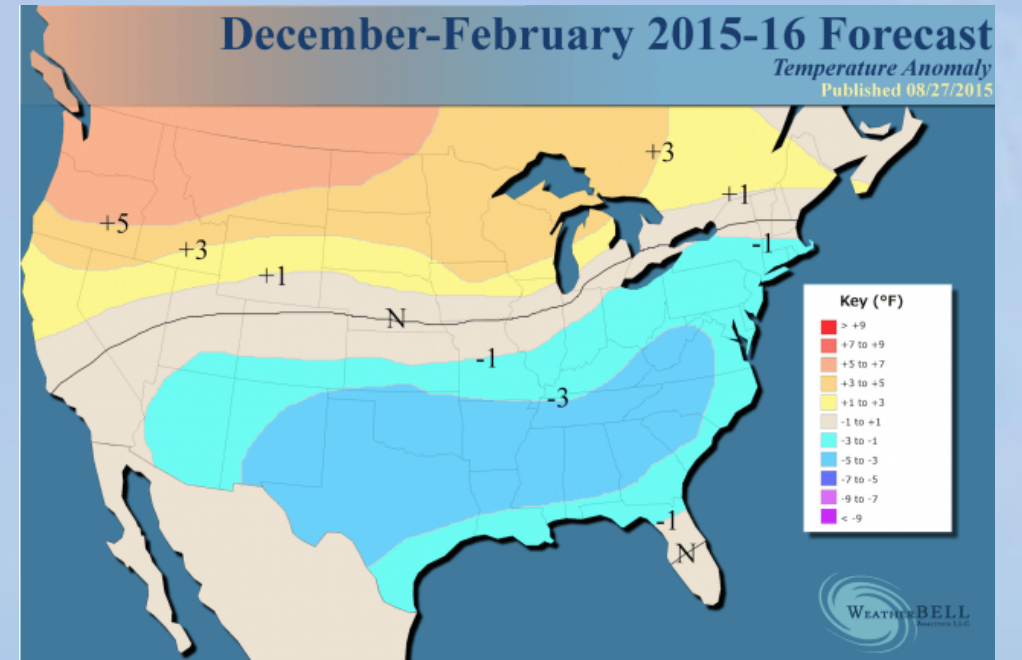 December-February 2015-16 Forecast
Temperature Anomaly
Published 08/27/2015
+3
+1
+5
+3
+1
-1
N
-1
-3
-1
N
Key (°F)
> +9
+7 to +9
+5 to +7
+3 to +5
+1 to +3
-1 to +1
-3 to -1
-5 to -3
-7 to -5
-9 to -7
< -9
WEATHERBELL
ANALYTICS LLC